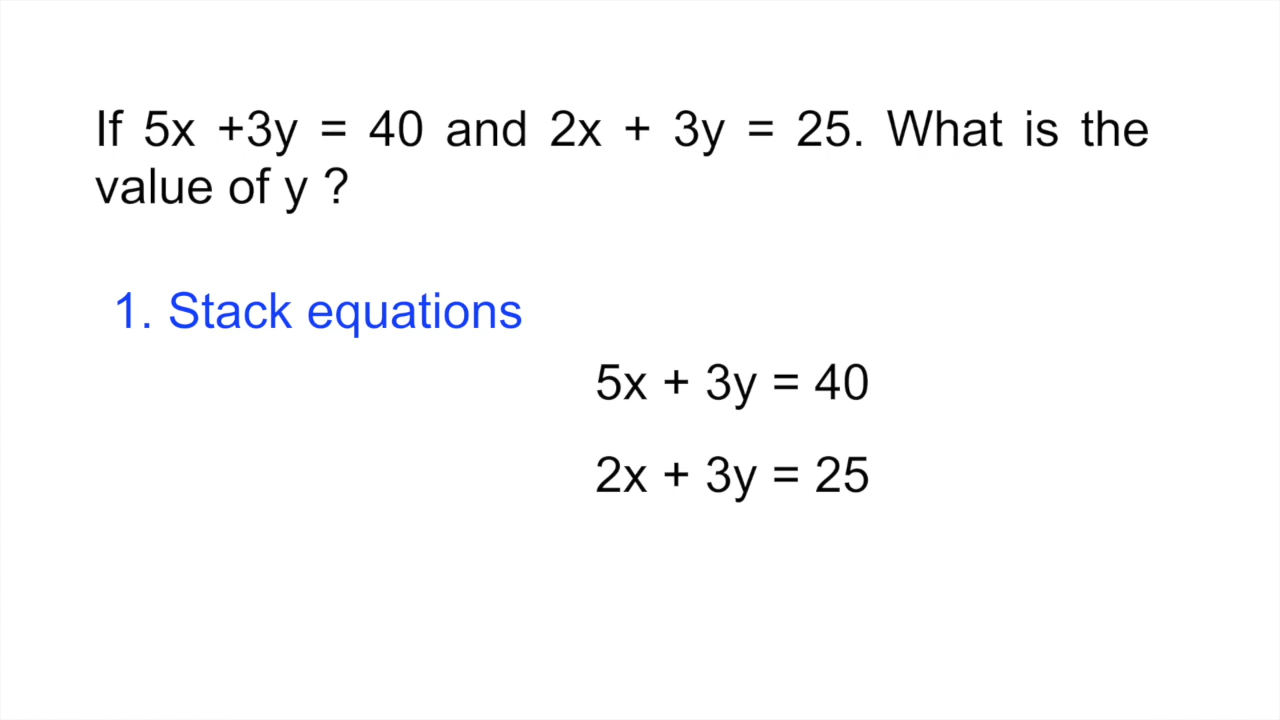 If 5x +3y = 40 and 2x + 3y = 25. What is the
value of y ?
1. Stack equations
5x + 3y = 40
2x + 3y = 25